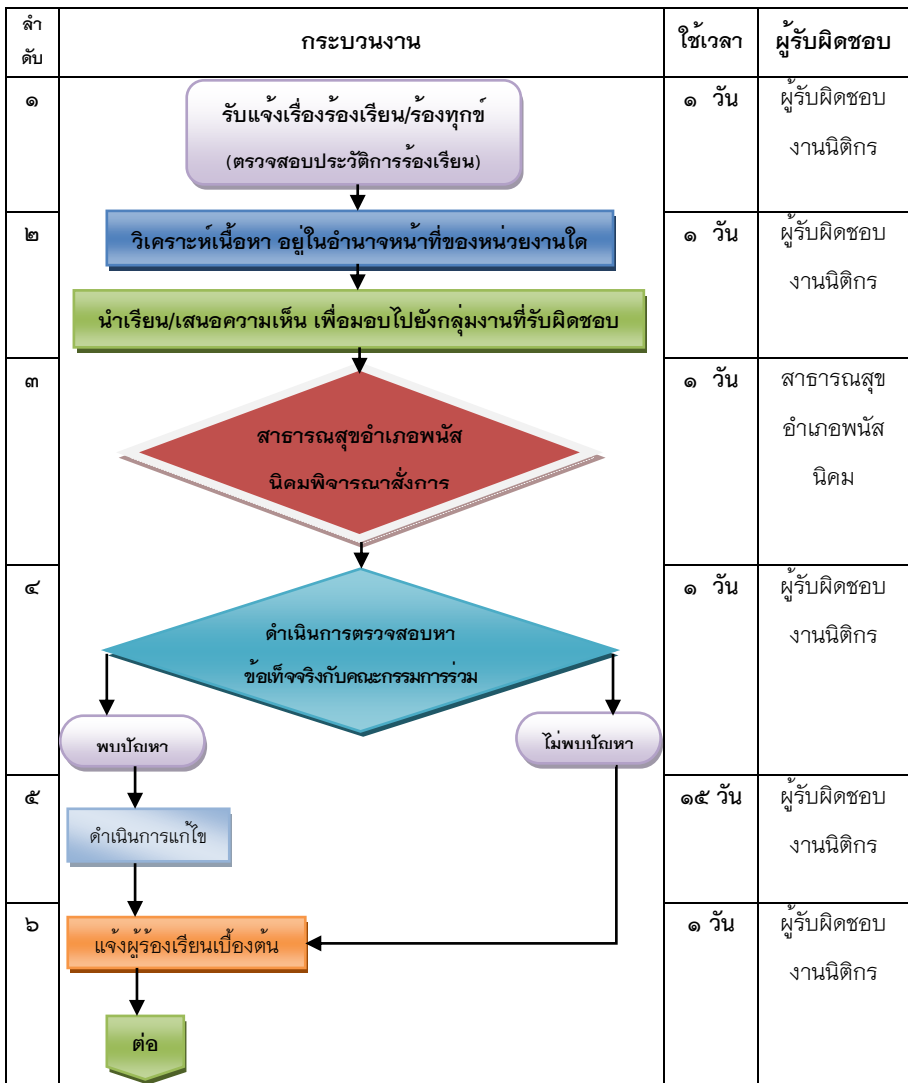 ลำ
ดับ
กระบวนงาน
ใช้เวลา
ผู้รับผิดชอบ
๑
รับแจ้งเรื่องร้องเรียน/ร้องทุกข์
(ตรวจสอบประวัติการร้องเรียน)
๑ วัน
ผู้รับผิดชอบ
งานนิติกร
๒
วิเคราะห์เนื้อหา อยู่ในอำนาจหน้าที่ของหน่วยงานใด
นำเรียน/เสนอความเห็น เพื่อมอบไปยังกลุ่มงานที่รับผิดชอบ
๑ วัน
ผู้รับผิดชอบ
งานนิติกร
๓
สาธารณสุขอำเภอพนัส
นิคมพิจารณาสั่งการ
๑ วัน
สาธารณสุข
อำเภอพนัส
นิคม
๔
ดำเนินการตรวจสอบหา
ข้อเท็จจริงกับคณะกรรมการร่วม
พบปัญหา
ไม่พบปัญหา
๑ วัน
ผู้รับผิดชอบ
งานนิติกร
๕
ดำเนินการแก้ไข
๑๕ วัน
ผู้รับผิดชอบ
งานนิติกร
๖
แจ้งผู้ร้องเรียนเบื้องต้น
ต่อ
๑ วัน
ผู้รับผิดชอบ
งานนิติกร